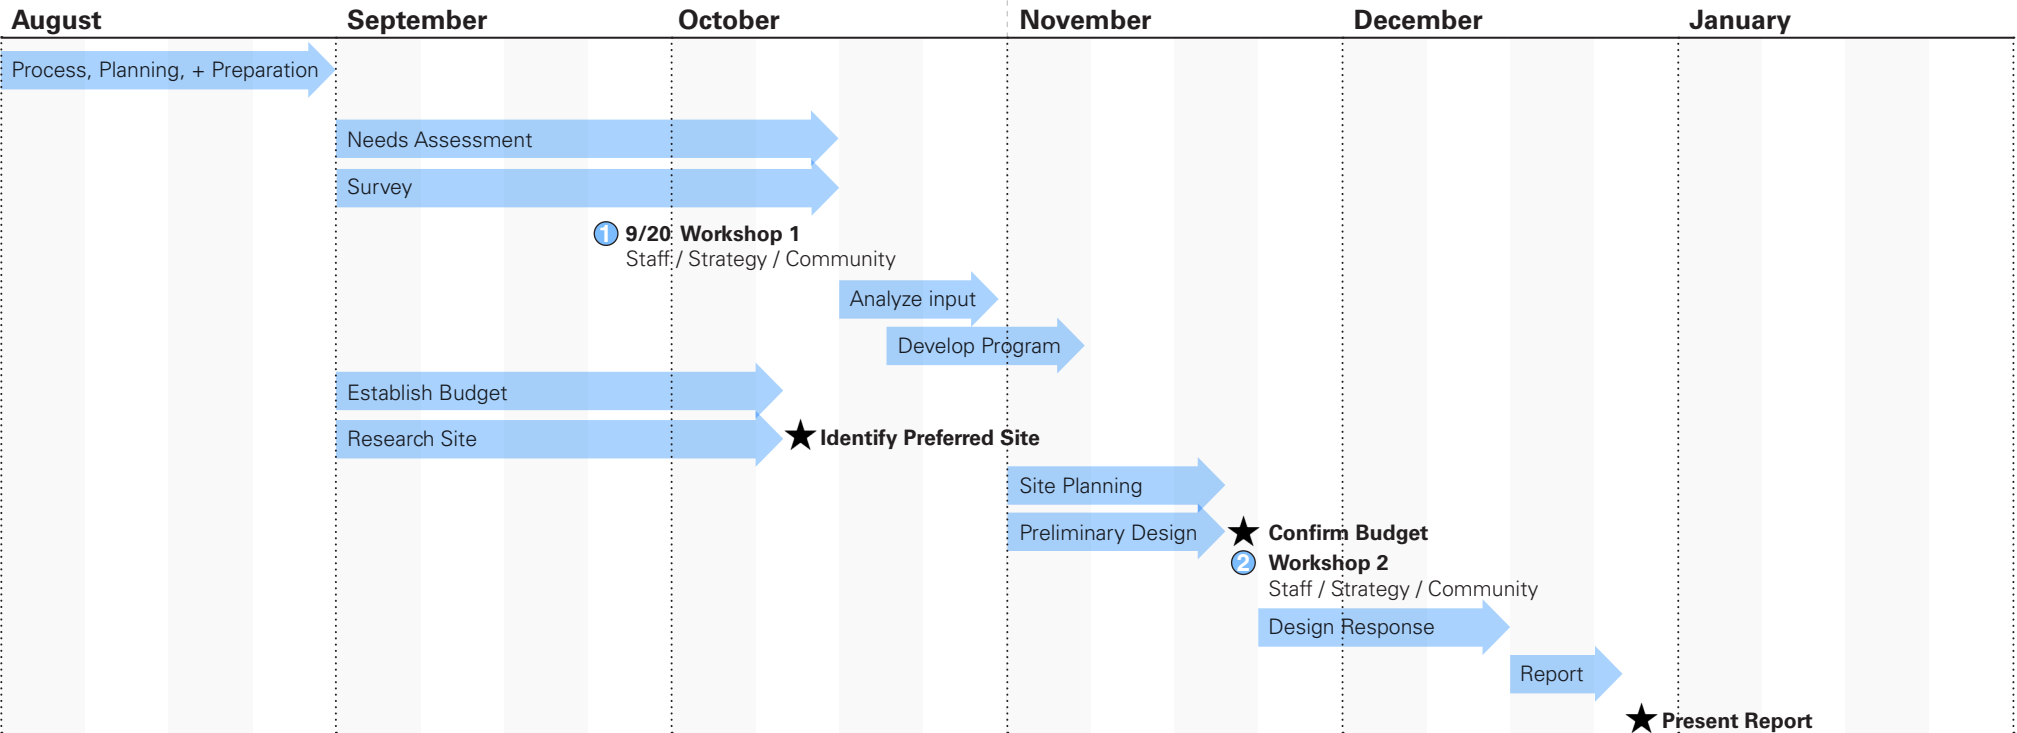 August
September
October
November
December
January
Process, Planning, + Preparation
Needs Assessment
Survey
1 9/20 Workshop 1
Staff / Strategy / Community
Analyze input
Develop Program
Establish Budget
Research Site
Identify Preferred Site
Site Planning
Preliminary Design
Confirm Budget
2 Workshop 2
Staff / Strategy / Community
Design Response
Report
Present Report